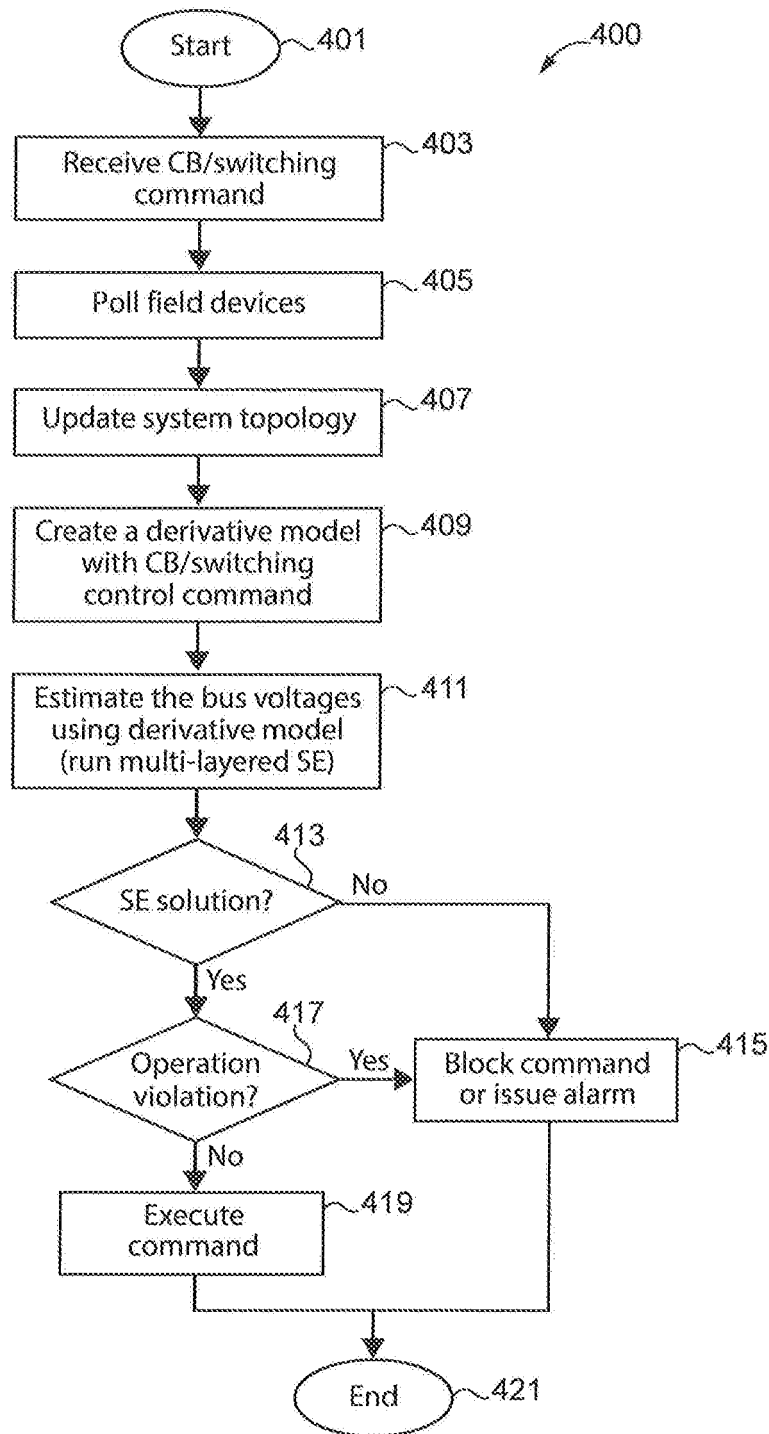 Start
401
400
Receive CB/switching
command
403
Poll field devices
405
Update system topology
407
Create a derivative model
with CB/switching
control command
409
Estimate the bus voltages
using derivative model
(run multi-layered SE)
411
413
SE solution?
No
Yes
417
Operation
violation?
Yes
Block command
or issue alarm
415
No
Execute
command
419
End
421